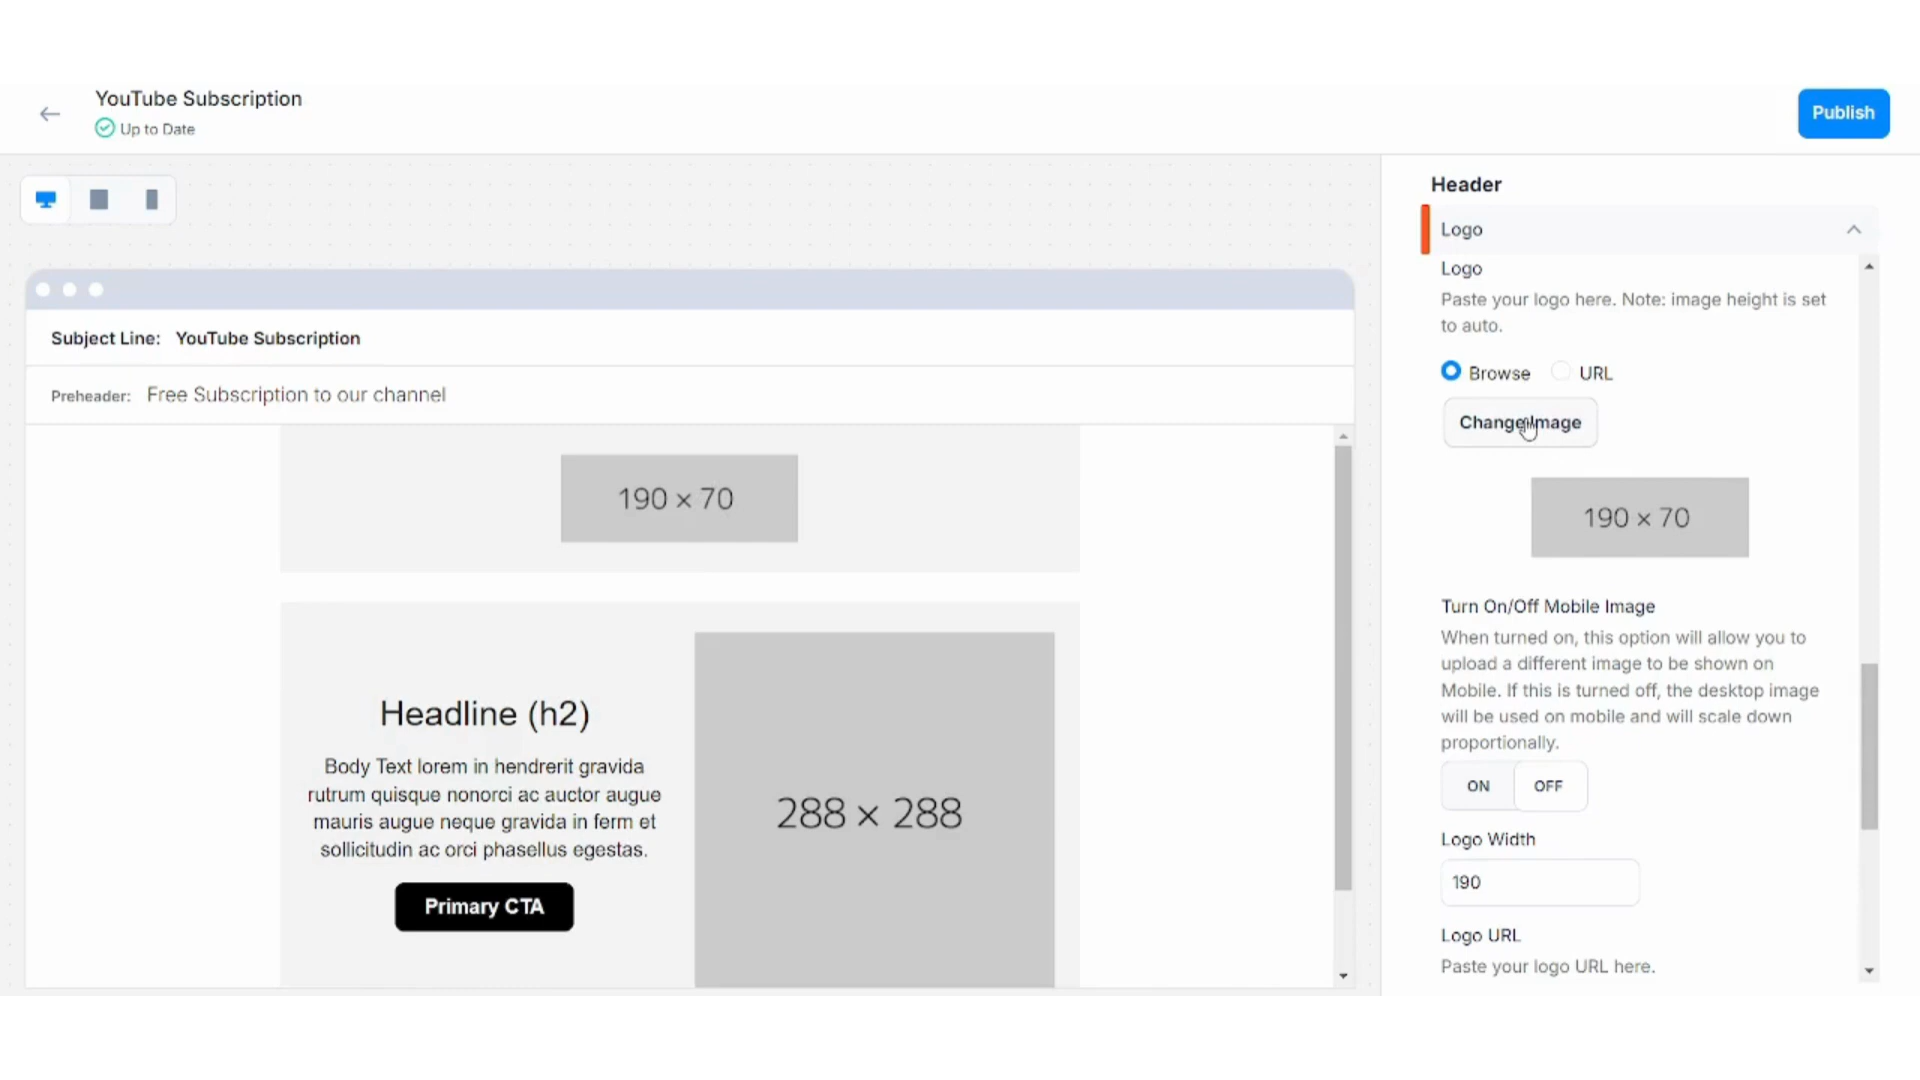 YouTube Subscription
Up to Date
Publish
Subject Line: YouTube Subscription
Preheader: Free Subscription to our channel
190 × 70
Headline (h2)
Body Text lorem in hendrerit gravida
rutrum quisque nonorci ac auctor augue
mauris augue neque gravida in ferm et
sollicitudin ac orci phasellus egestas.
Primary CTA
288 × 288
Header
Logo
Logo
Paste your logo here. Note: image height is set
to auto.
Browse URL
Change Image
190 × 70
Turn On/Off Mobile Image
When turned on, this option will allow you to
upload a different image to be shown on
Mobile. If this is turned off, the desktop image
will be used on mobile and will scale down
proportionally.
ON OFF
Logo Width
190
Logo URL
Paste your logo URL here.